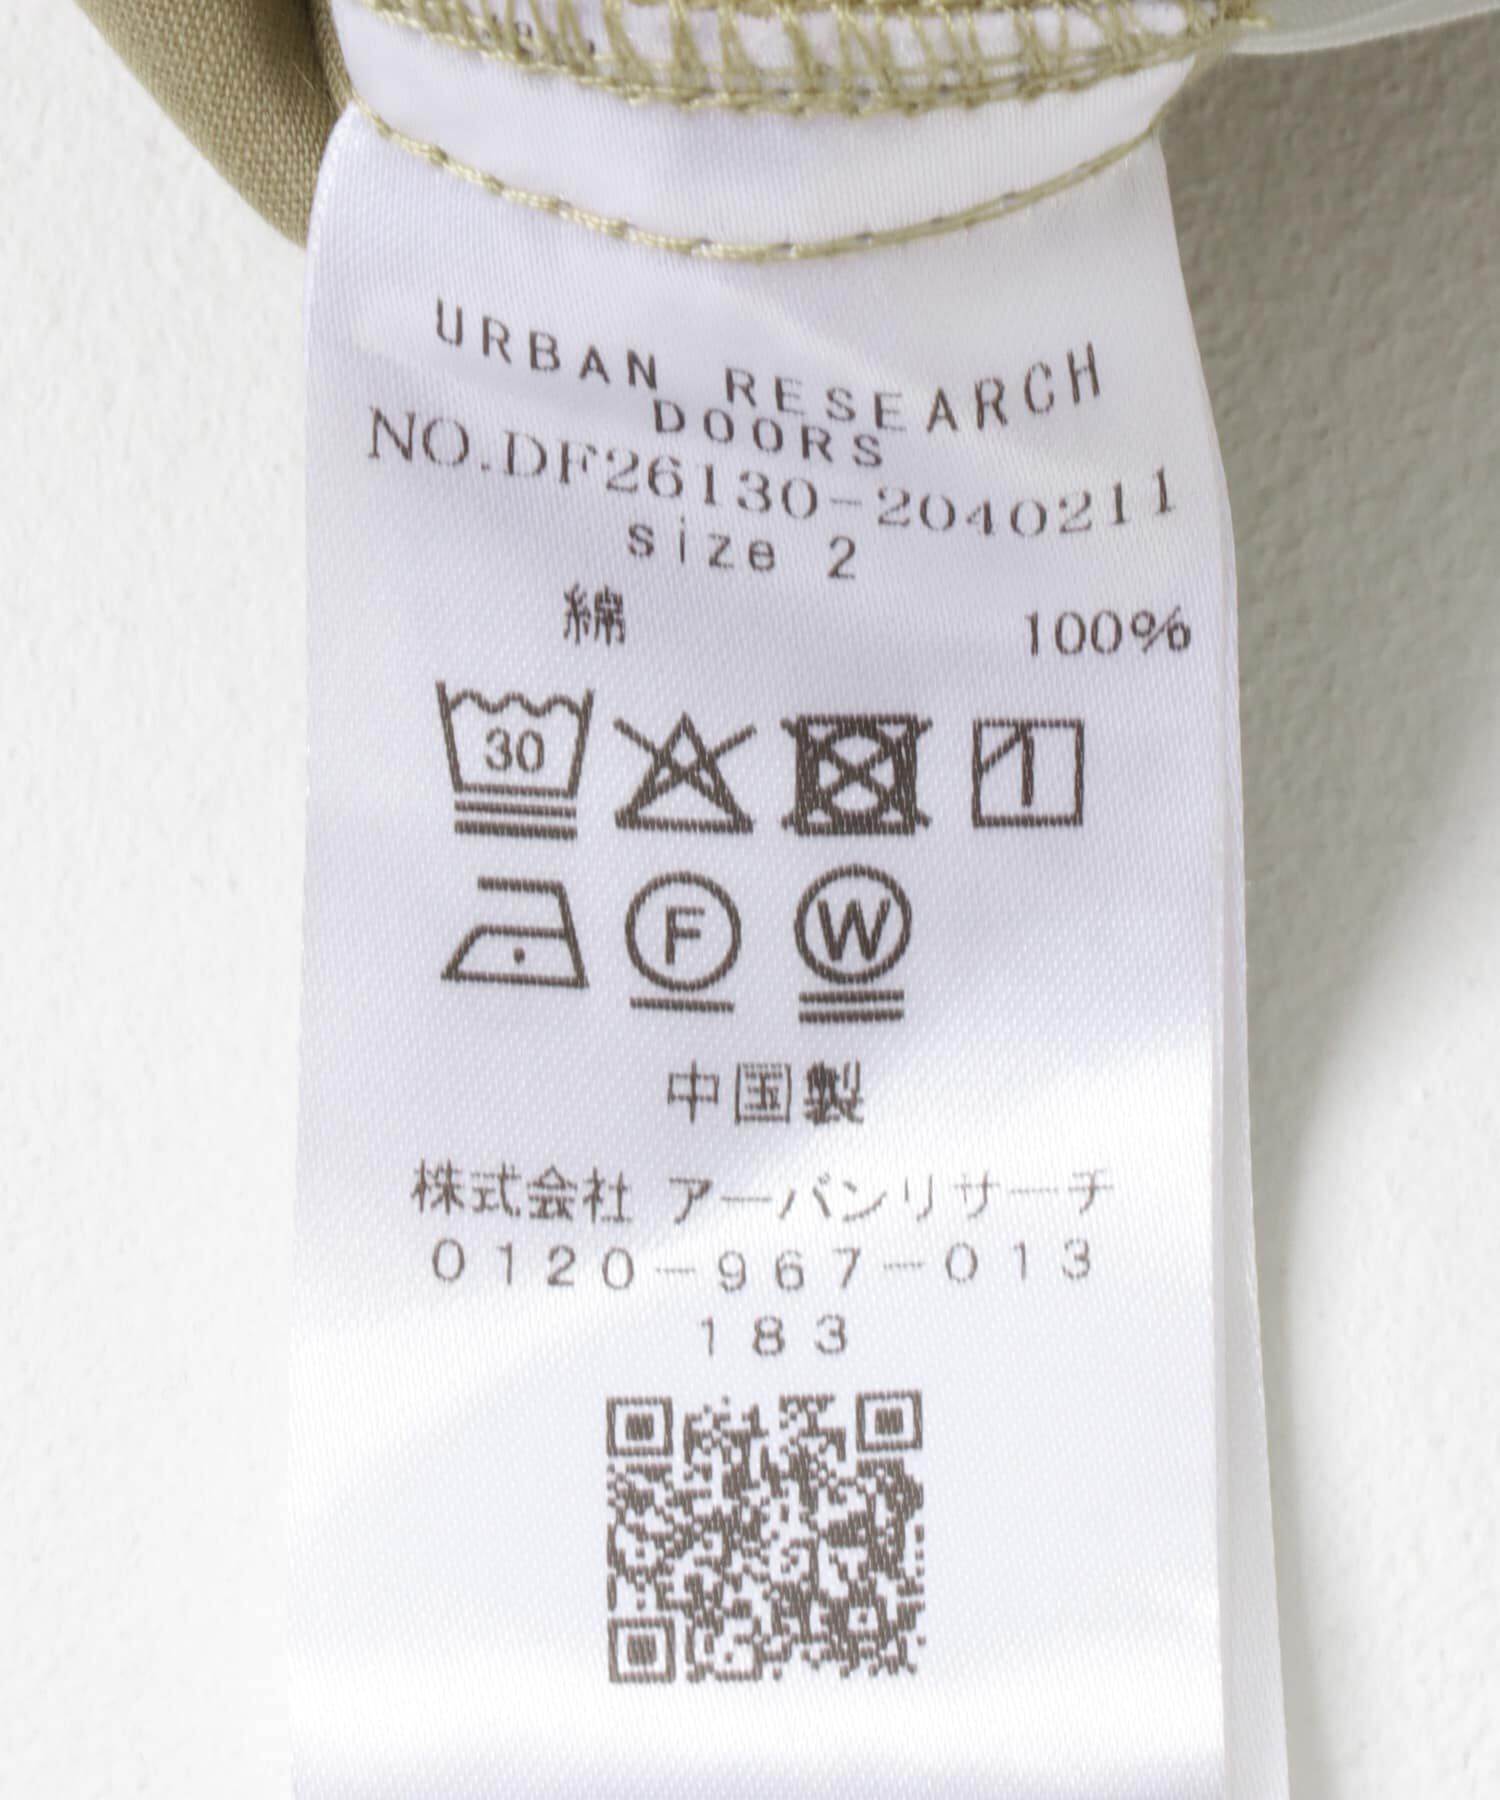 URBAN RESEARCH
DOORS
NO.DF26130-2040211
size 2
綿 100%
30
F W
中国製
株式会社 アーバンリサーチ
0120-967-013
183